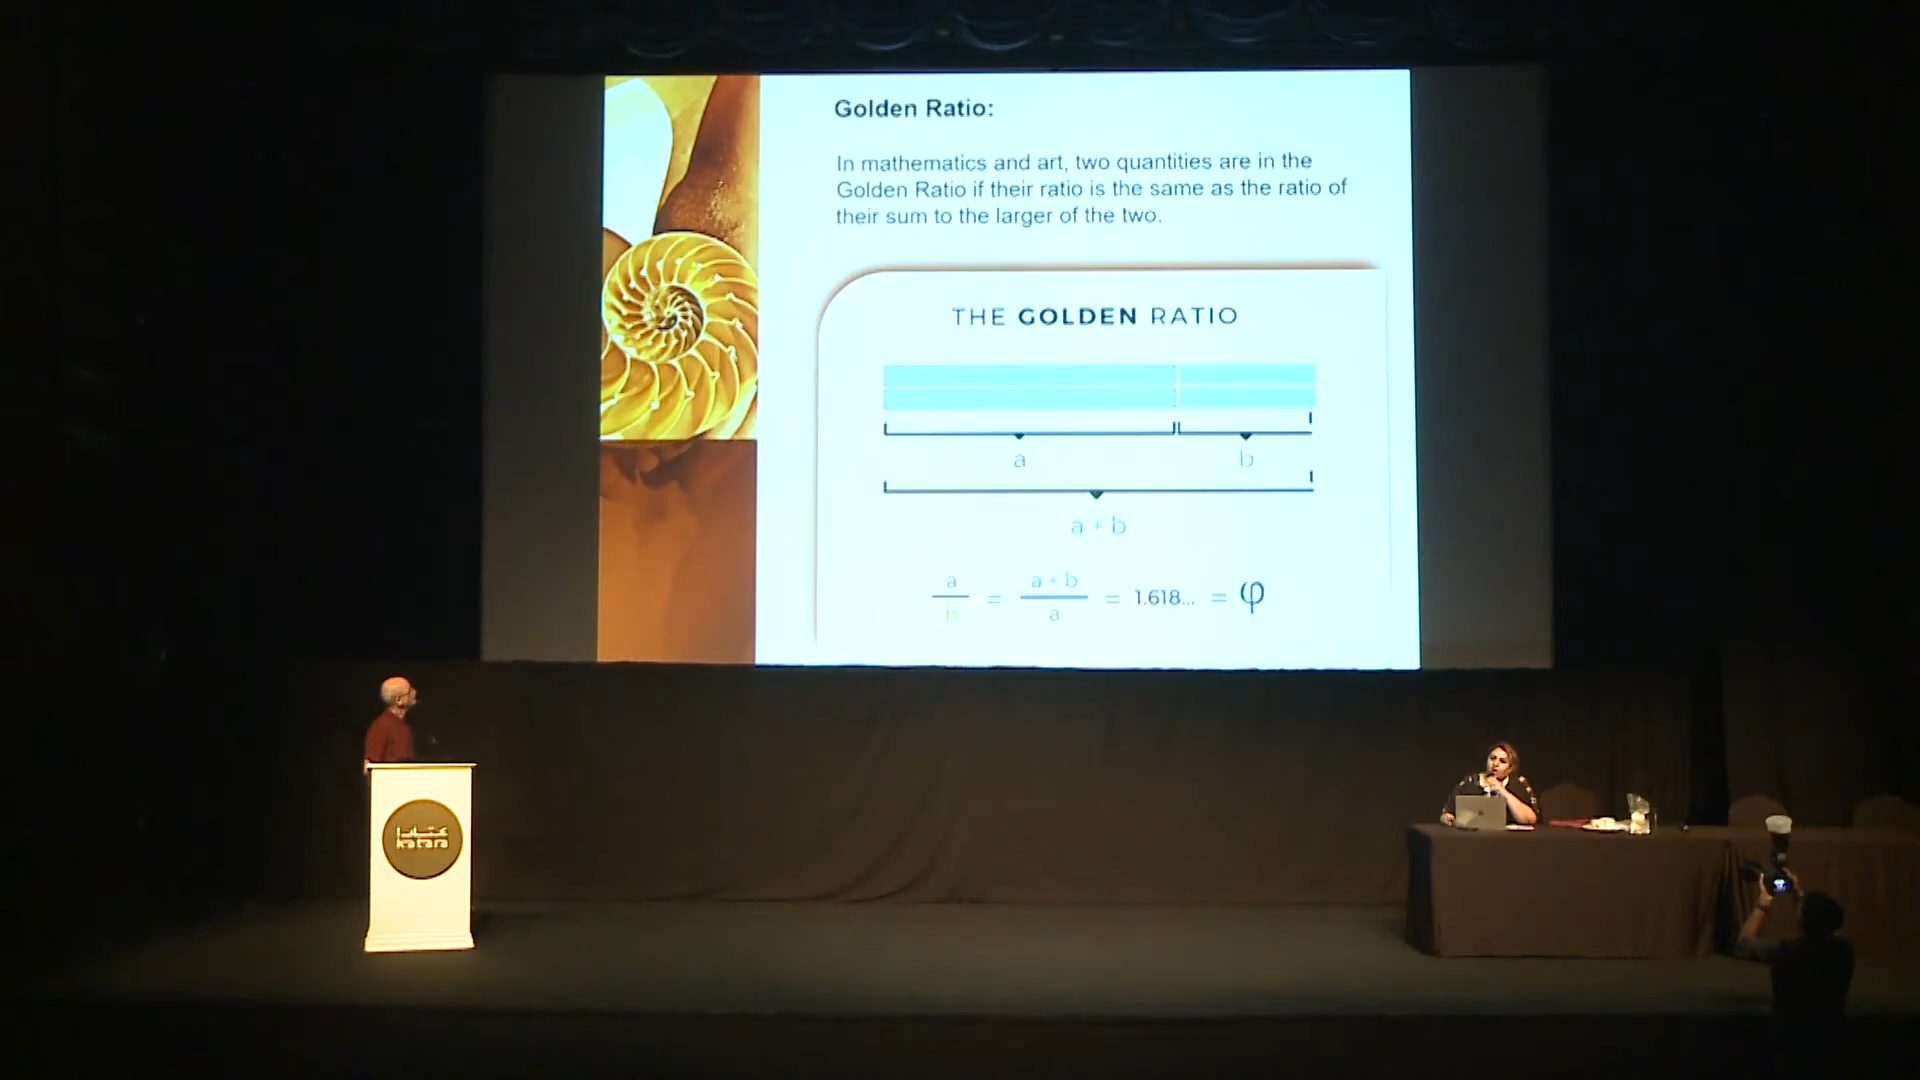 Golden Ratio:
In mathematics and art, two quantities are in the
Golden Ratio if their ratio is the same as the ratio of
their sum to the larger of the two.
THE GOLDEN RATIO
a b
a + b
a/b = a + b/a = 1.618... = φ
كتارا
katara